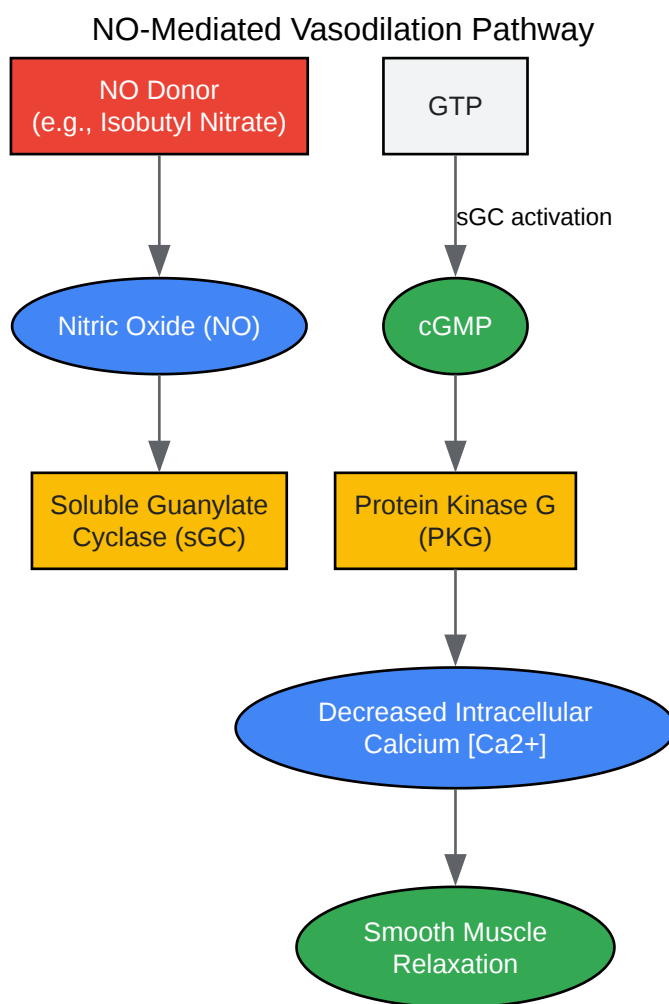 NO-Mediated Vasodilation Pathway
NO Donor
(e.g., Isobutyl Nitrate)
GTP
sGC activation
Nitric Oxide (NO)
cGMP
Soluble Guanylate
Cyclase (sGC)
Protein Kinase G
(PKG)
Decreased Intracellular
Calcium [Ca2+]
Smooth Muscle
Relaxation